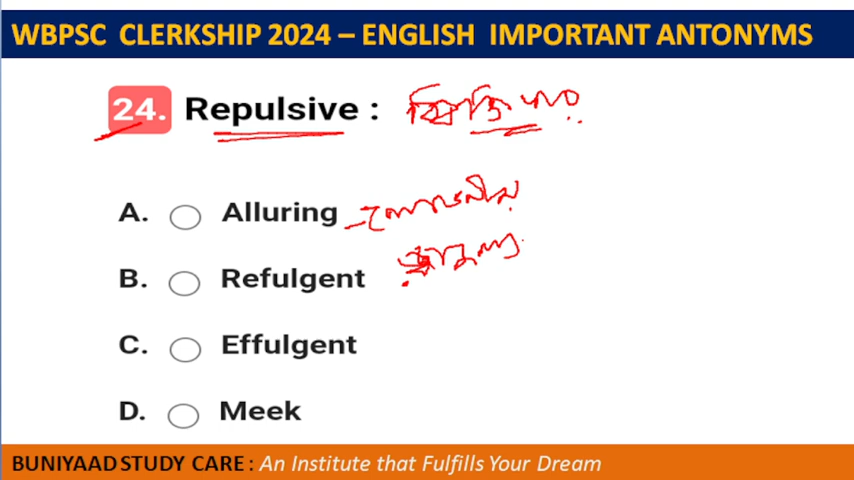 WBPSC CLERKSHIP 2024 – ENGLISH IMPORTANT ANTONYMS
24. Repulsive :
A. Alluring
B. Refulgent
C. Effulgent
D. Meek
BUNIYAAD STUDY CARE : An Institute that Fulfills Your Dream